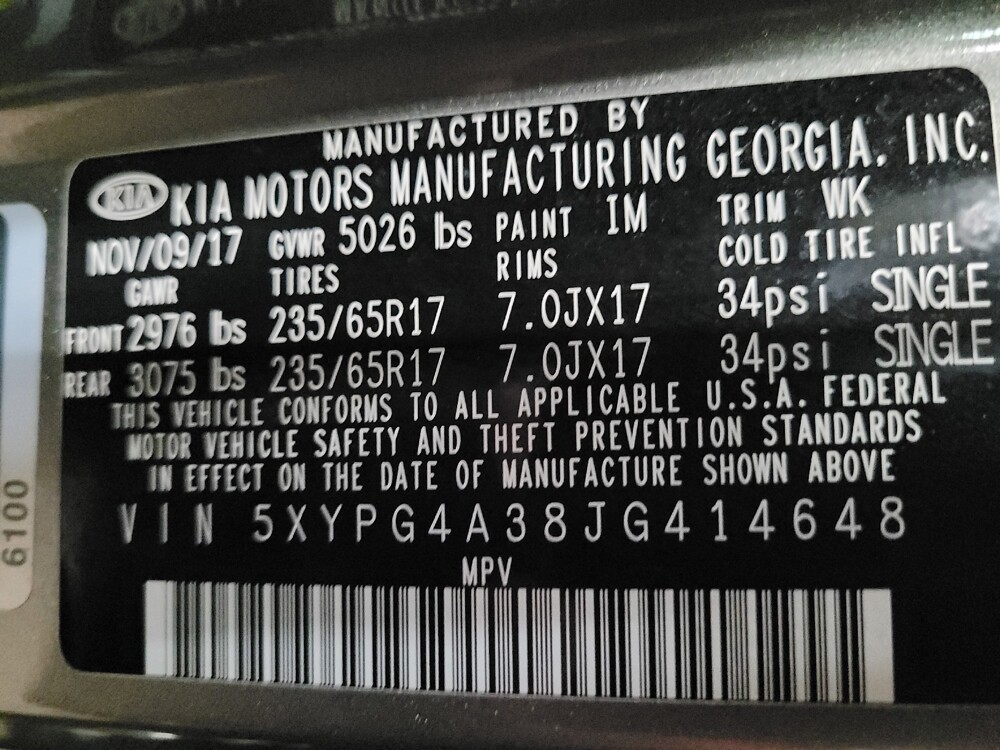 MANUFACTURED BY
KIA KIA MOTORS MANUFACTURING GEORGIA, INC.
NOV/09/17 GVWR 5026 lbs PAINT IM TRIM WK
GAWR TIRES RIMS COLD TIRE INFL
FRONT 2976 lbs 235/65R17 7.0JX17 34psi SINGLE
REAR 3075 lbs 235/65R17 7.0JX17 34psi SINGLE
THIS VEHICLE CONFORMS TO ALL APPLICABLE U.S.A. FEDERAL
MOTOR VEHICLE SAFETY AND THEFT PREVENTION STANDARDS
IN EFFECT ON THE DATE OF MANUFACTURE SHOWN ABOVE
VIN 5XYPG4A38JG414648
MPV
6100